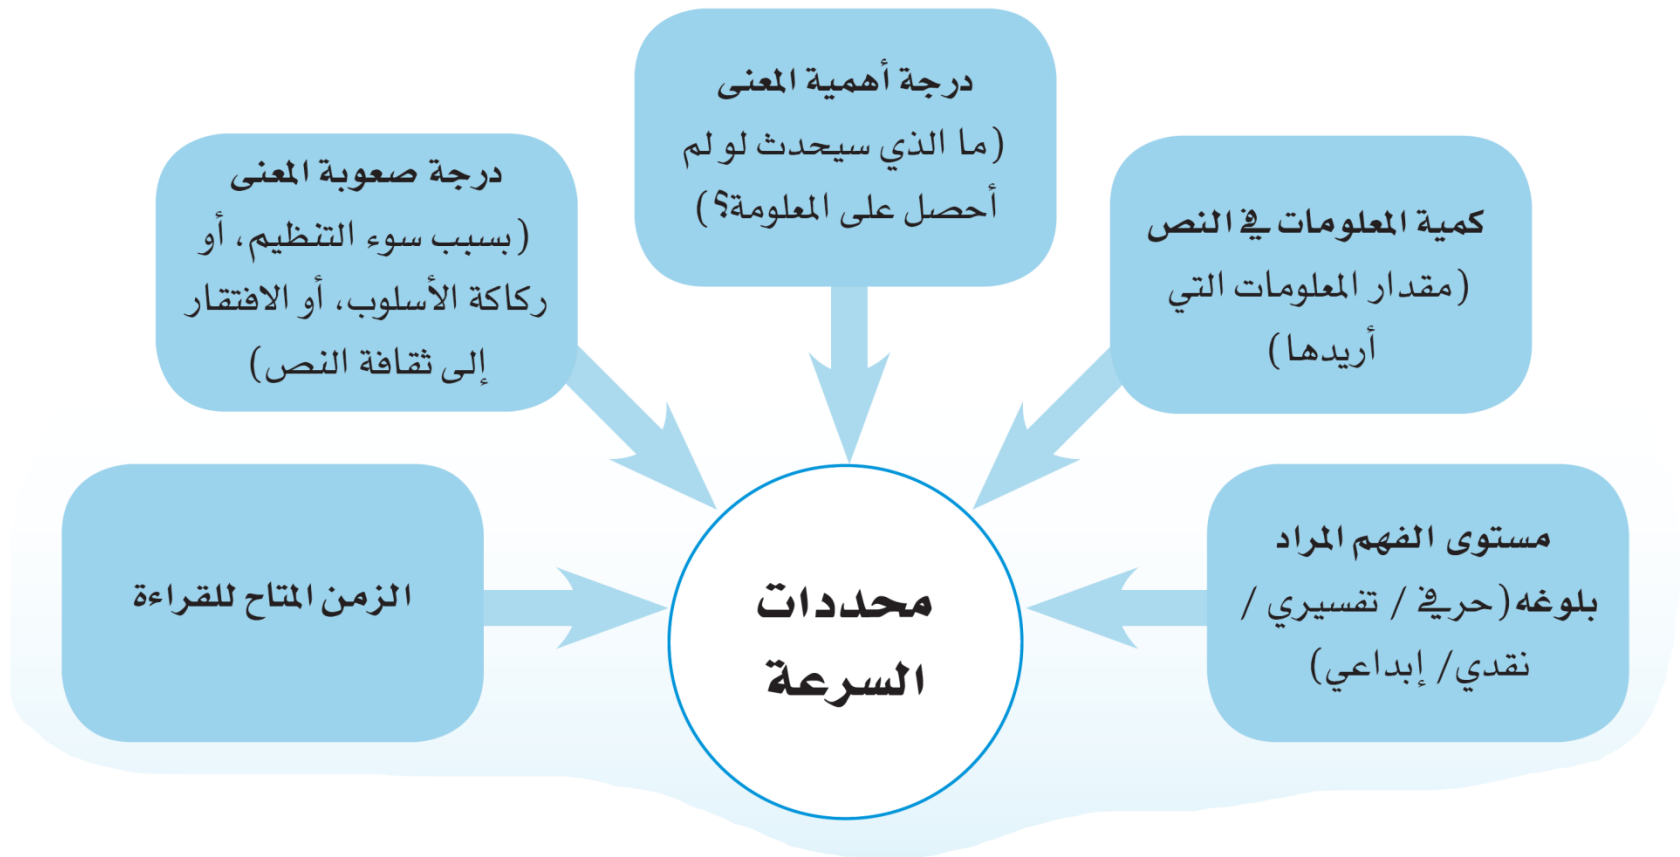 درجة أهمية المعنى
(ما الذي سيحدث لو لم
أحصل على المعلومة؟)
كمية المعلومات في النص
(مقدار المعلومات التي
أريدها)
درجة صعوبة المعنى
(بسبب سوء التنظيم، أو
ركاكة الأسلوب، أو الافتقار
إلى ثقافة النص)
مستوى الفهم المراد
بلوغه (حرفي / تفسيري /
نقدي/ إبداعي)
الزمن المتاح للقراءة
محددات
السرعة